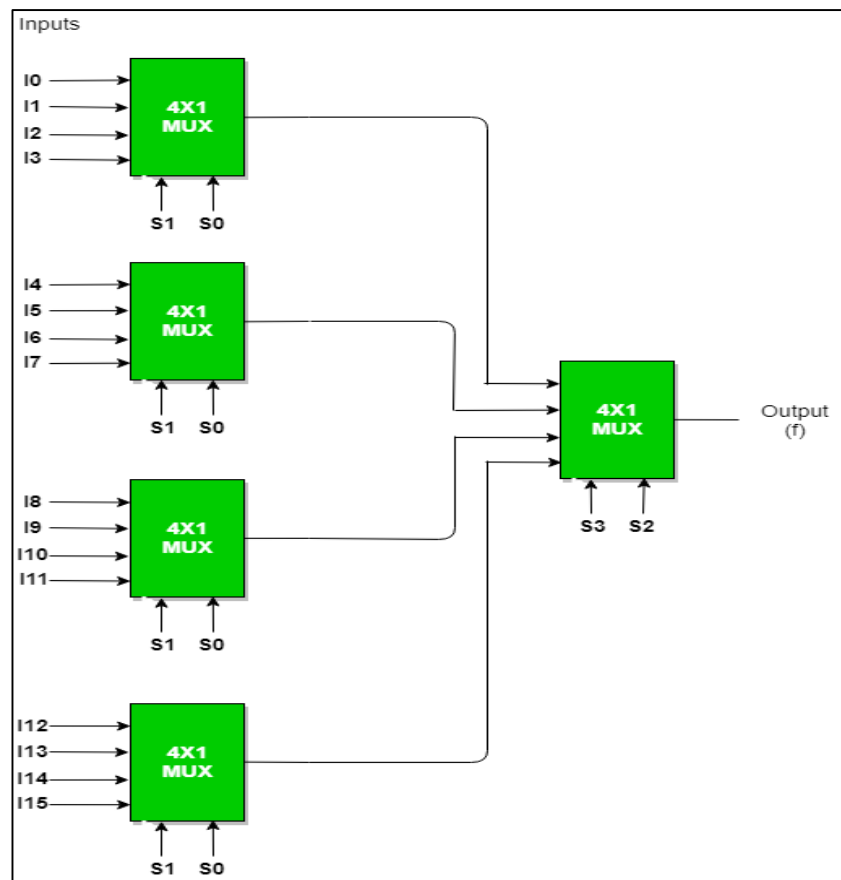 Inputs
I0
I1
I2
I3
4X1
MUX
S1 S0
I4
I5
I6
I7
4X1
MUX
S1 S0
4X1
MUX
Output
(f)
S3 S2
I8
I9
I10
I11
4X1
MUX
S1 S0
I12
I13
I14
I15
4X1
MUX
S1 S0